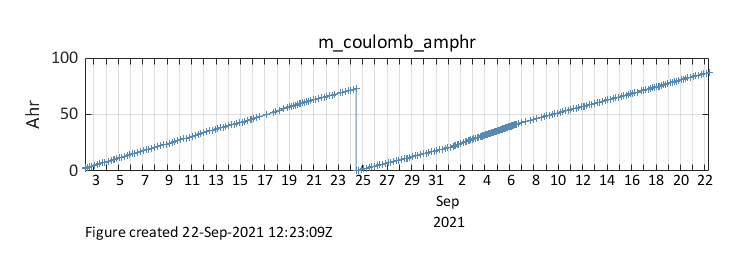 m_coulomb_amphr
100
50
0
Ahr
3 5 7 9 11 13 15 17 19 21 23 25 27 29 31 2 4 6 8 10 12 14 16 18 20 22
Sep
2021
Figure created 22-Sep-2021 12:23:09Z